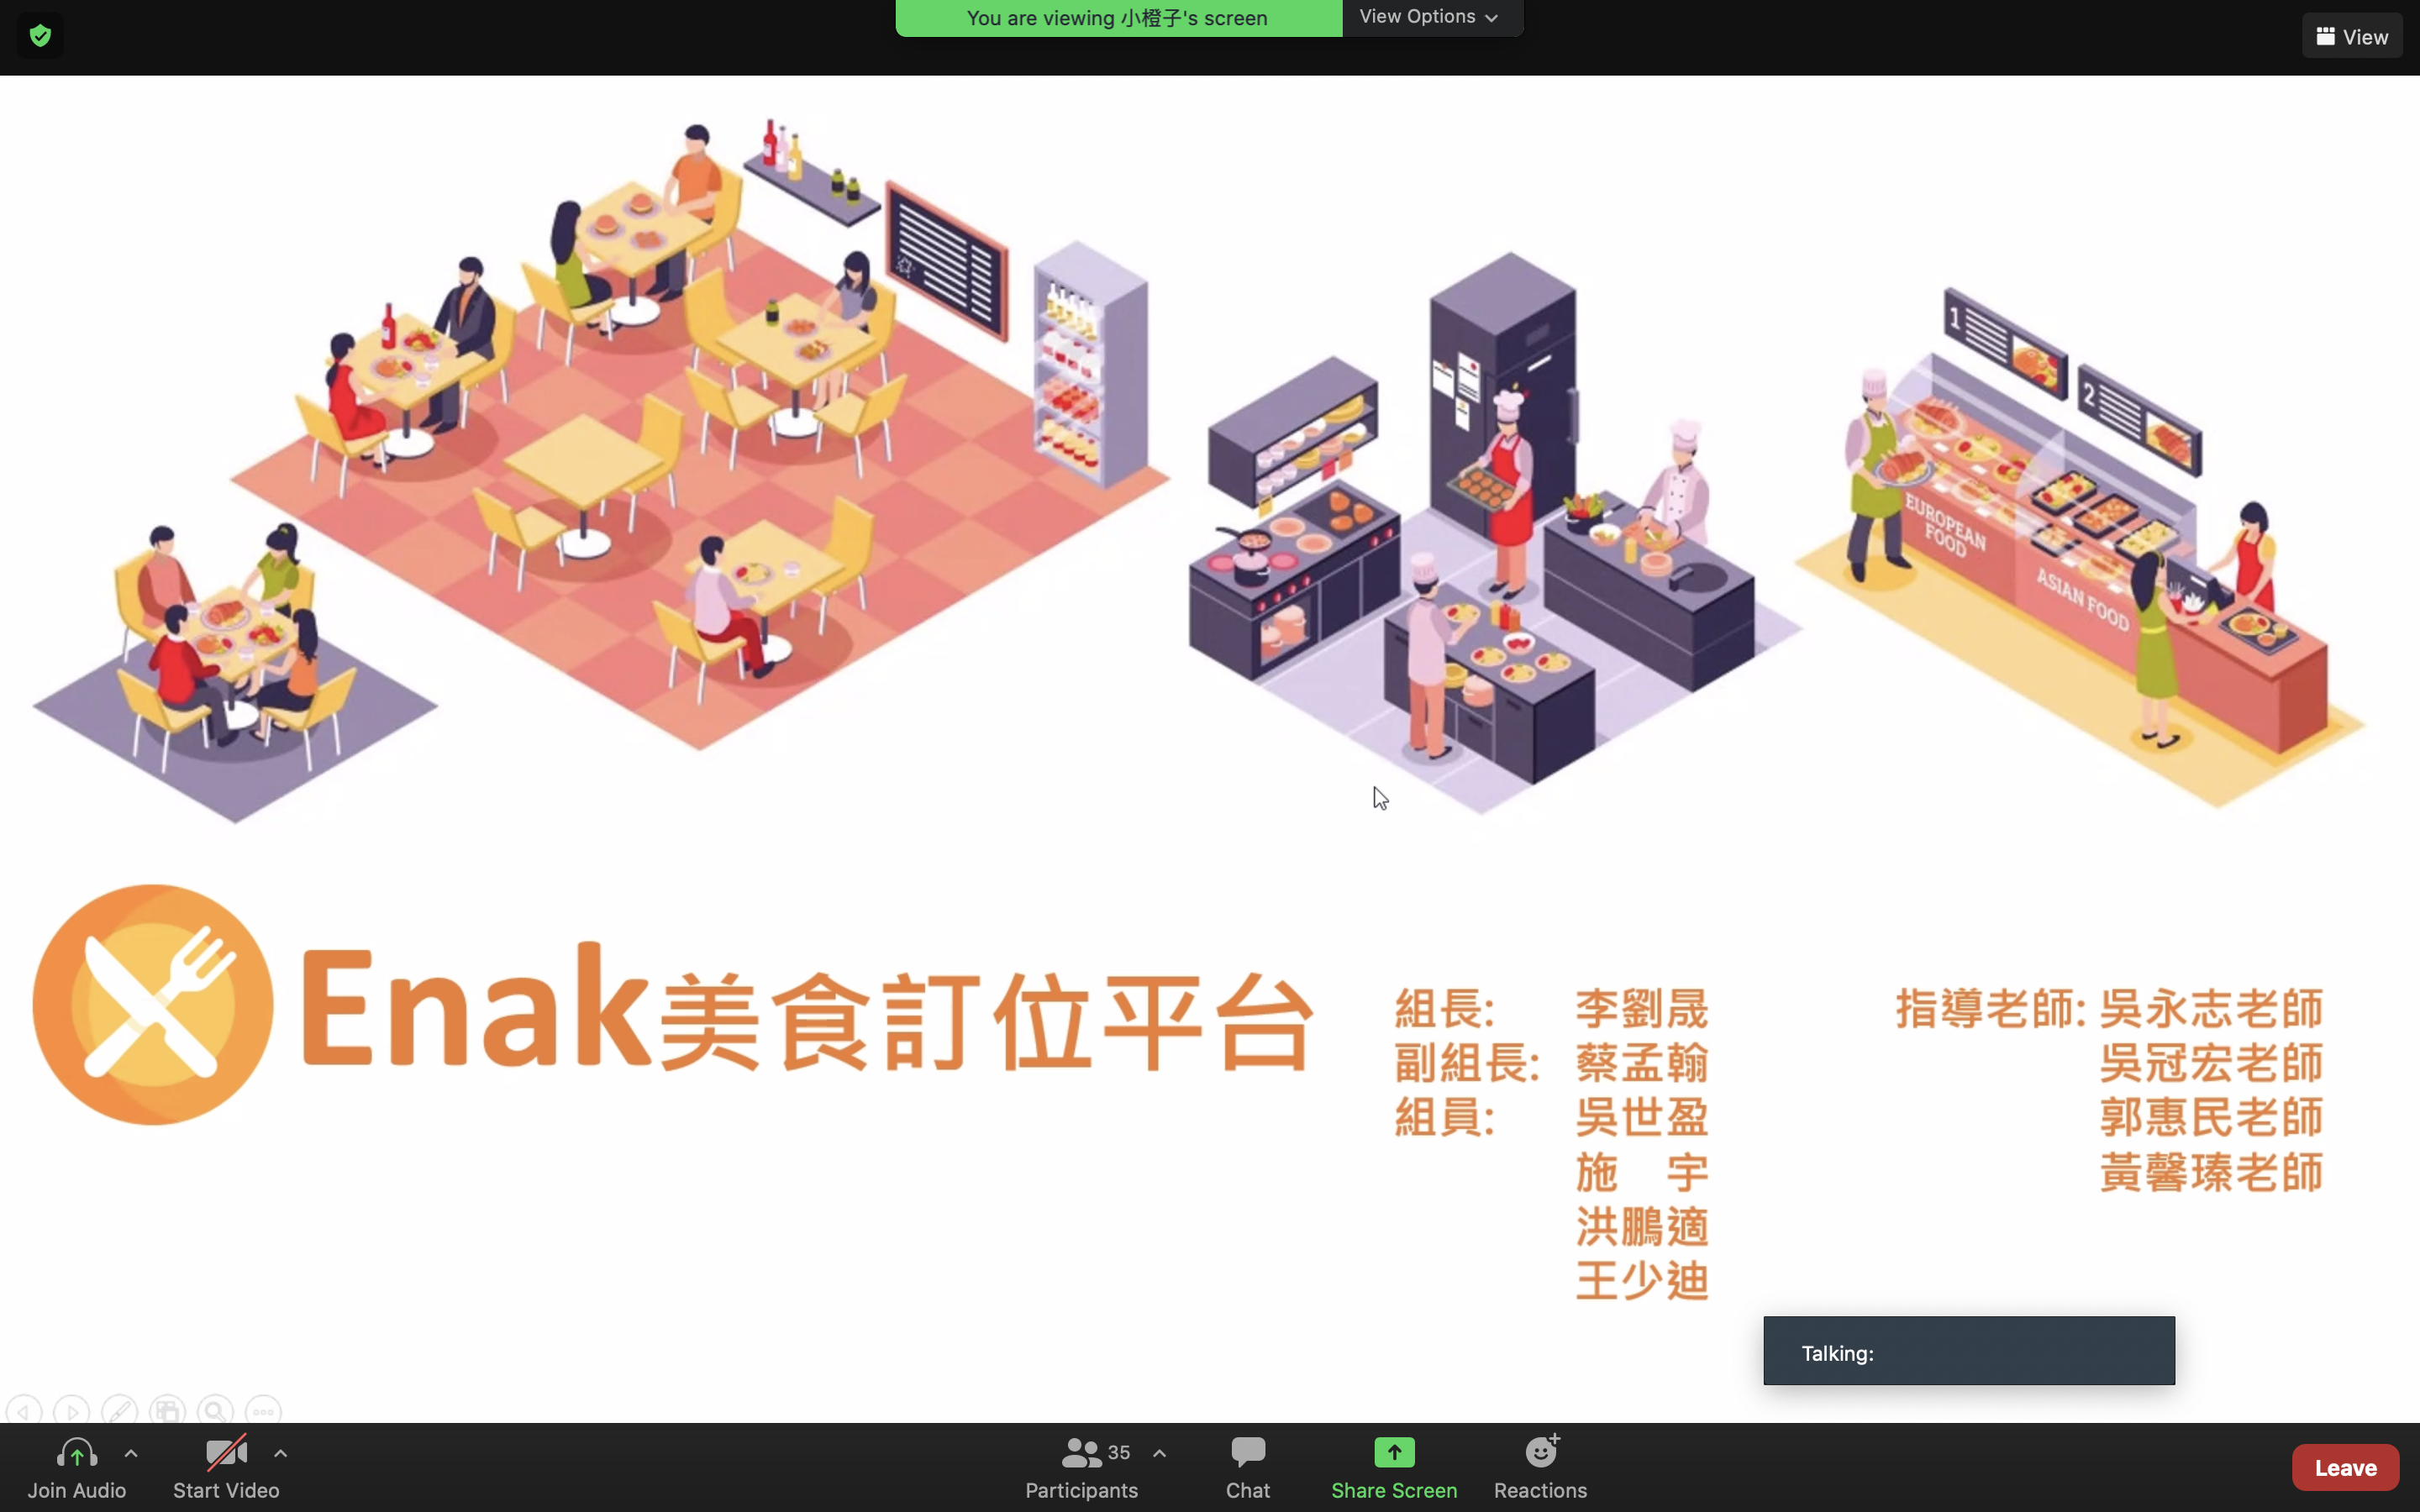 You are viewing 小橙子's screen
View Options
View
1
2
EUROPEAN
FOOD
ASIAN FOOD
Enak美食訂位平台
組長: 李劉晟
副組長: 蔡孟翰
組員: 吳世盈
施 宇
洪鵬適
王少迪
指導老師: 吳永志老師
吳冠宏老師
郭惠民老師
黃馨瑧老師
Talking:
Join Audio
Start Video
35
Participants
Chat
Share Screen
Reactions
Leave